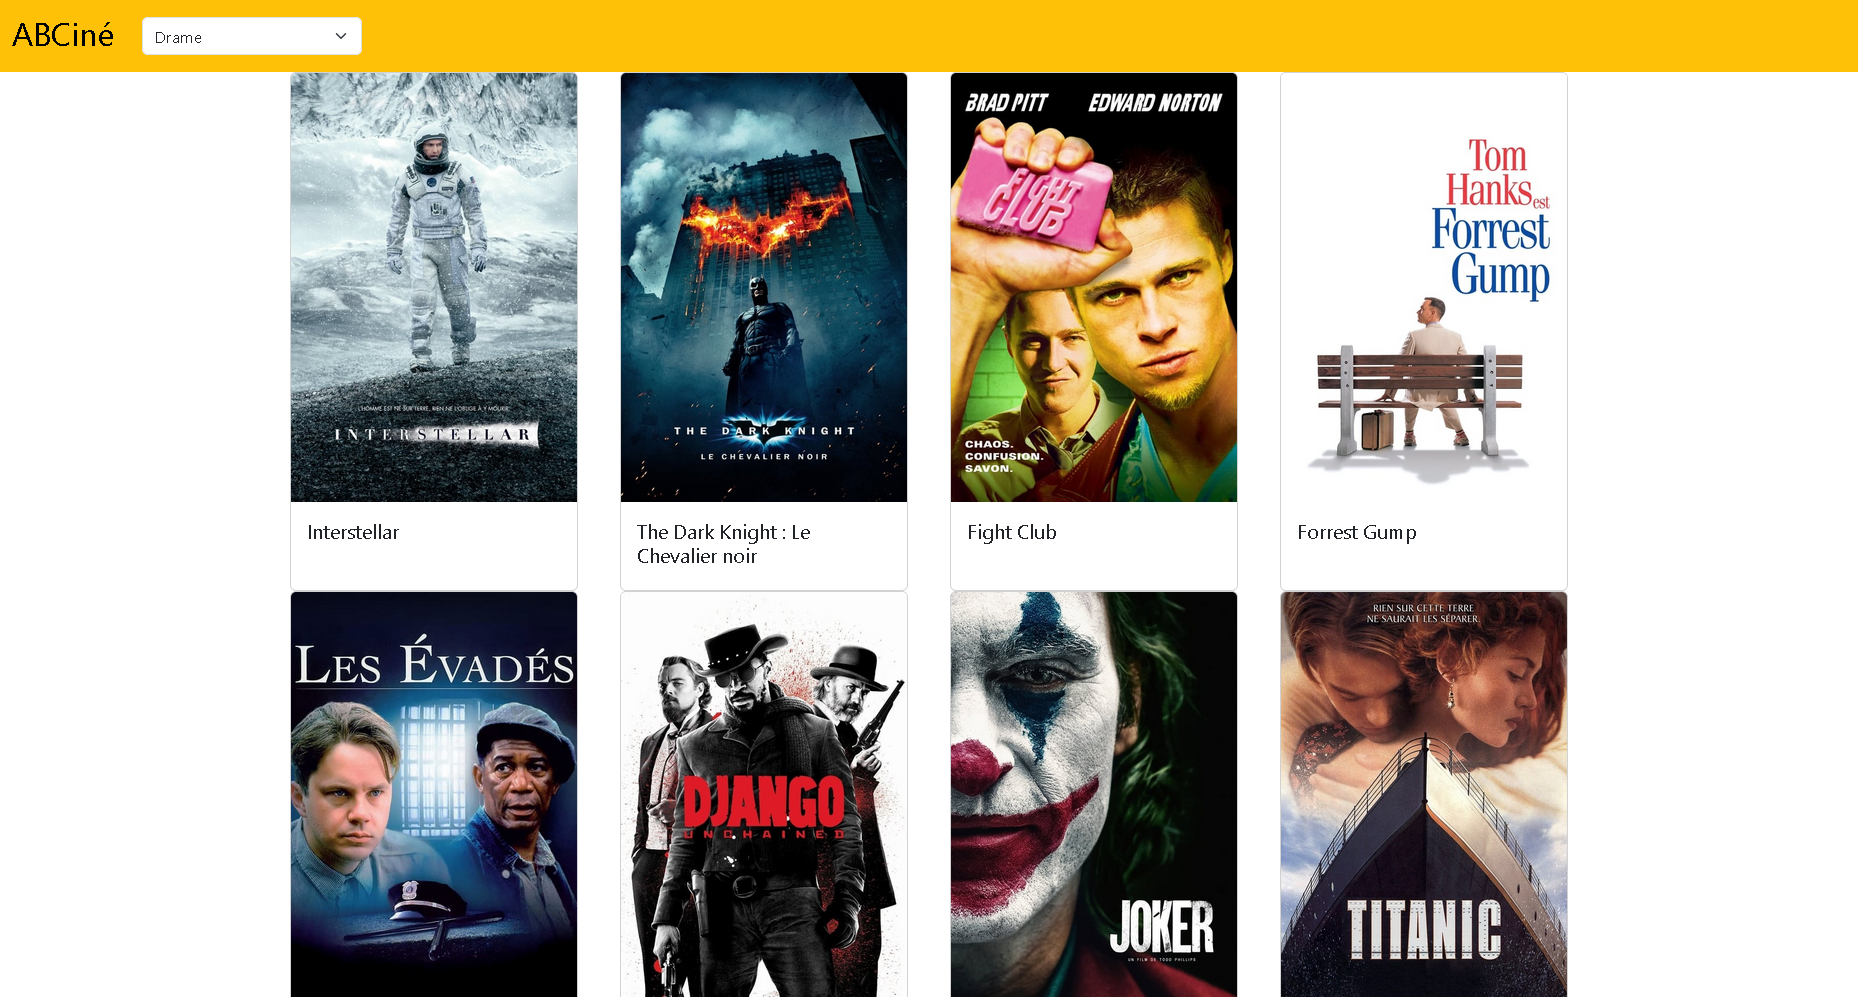 ABCiné
Drame
L'HOMME EST NÉ SUR TERRE, RIEN NE L'OBLIGE À Y MOURIR.
INTERSTELLAR
THE DARK KNIGHT
LE CHEVALIER NOIR
BRAD PITT EDWARD NORTON
FIGHT
CLUB
CHAOS.
CONFUSION.
SAVON.
Tom
Hanks est
Forrest
Gump
Interstellar
The Dark Knight : Le
Chevalier noir
Fight Club
Forrest Gump
LES ÉVADÉS
DJANGO
UNCHAINED
JOKER
UN FILM DE TODD PHILLIPS
RIEN SUR CETTE TERRE
NE SAURAIT LES SÉPARER.
TITANIC